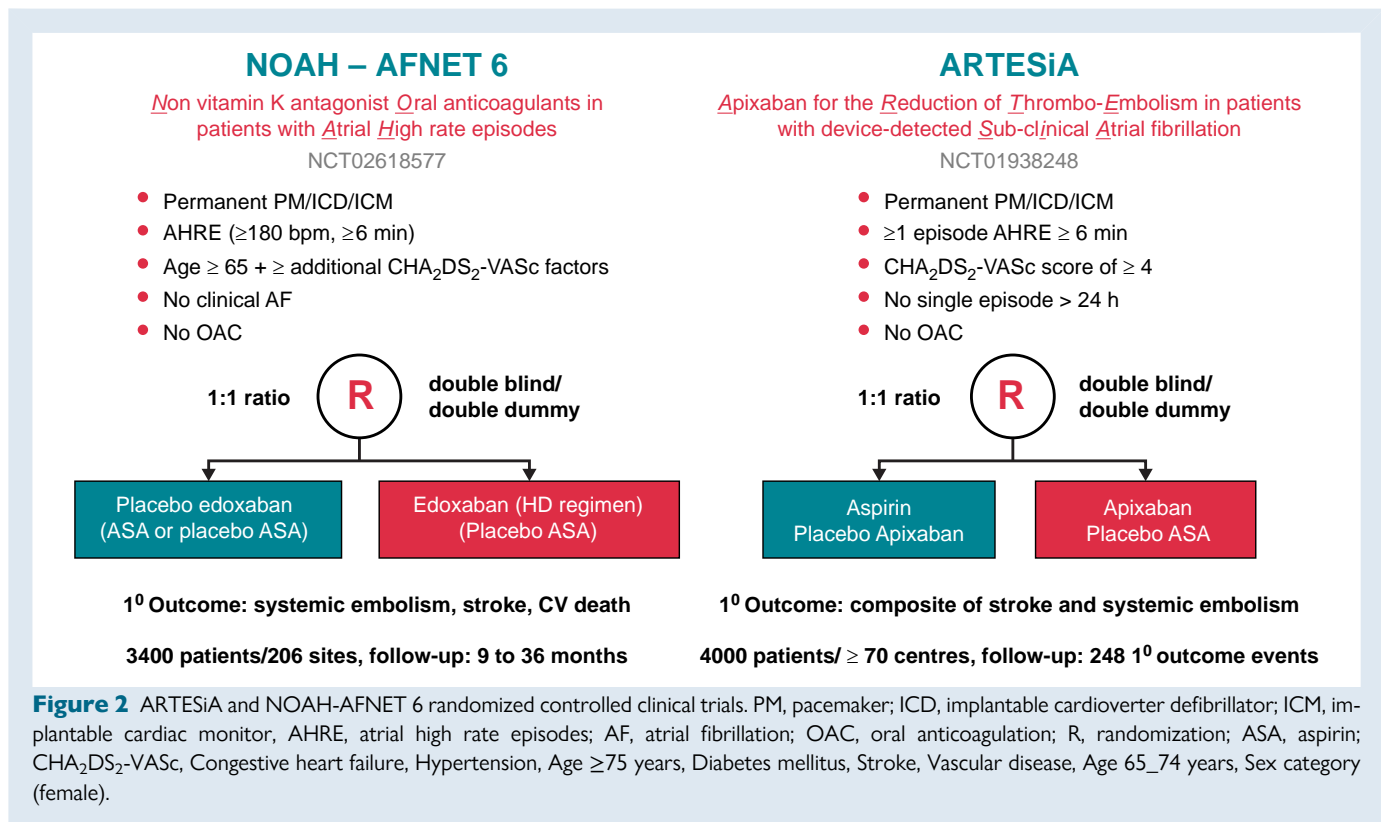 NOAH – AFNET 6
Non vitamin K antagonist Oral anticoagulants in
patients with Atrial High rate episodes
NCT02618577
• Permanent PM/ICD/ICM
• AHRE (≥180 bpm, ≥6 min)
• Age ≥ 65 + ≥ additional CHA₂DS₂-VASc factors
• No clinical AF
• No OAC
1:1 ratio
R
double blind/
double dummy
Placebo edoxaban
(ASA or placebo ASA)
Edoxaban (HD regimen)
(Placebo ASA)
1⁰ Outcome: systemic embolism, stroke, CV death
3400 patients/206 sites, follow-up: 9 to 36 months
ARTESiA
Apixaban for the Reduction of Thrombo-Embolism in patients
with device-detected Sub-clinical Atrial fibrillation
NCT01938248
• Permanent PM/ICD/ICM
• ≥1 episode AHRE ≥ 6 min
• CHA₂DS₂-VASc score of ≥ 4
• No single episode > 24 h
• No OAC
1:1 ratio
R
double blind/
double dummy
Aspirin
Placebo Apixaban
Apixaban
Placebo ASA
1⁰ Outcome: composite of stroke and systemic embolism
4000 patients/ ≥ 70 centres, follow-up: 248 1⁰ outcome events
Figure 2 ARTESiA and NOAH-AFNET 6 randomized controlled clinical trials. PM, pacemaker; ICD, implantable cardioverter defibrillator; ICM, im-
plantable cardiac monitor, AHRE, atrial high rate episodes; AF, atrial fibrillation; OAC, oral anticoagulation; R, randomization; ASA, aspirin;
CHA₂DS₂-VASc, Congestive heart failure, Hypertension, Age ≥75 years, Diabetes mellitus, Stroke, Vascular disease, Age 65_74 years, Sex category
(female).